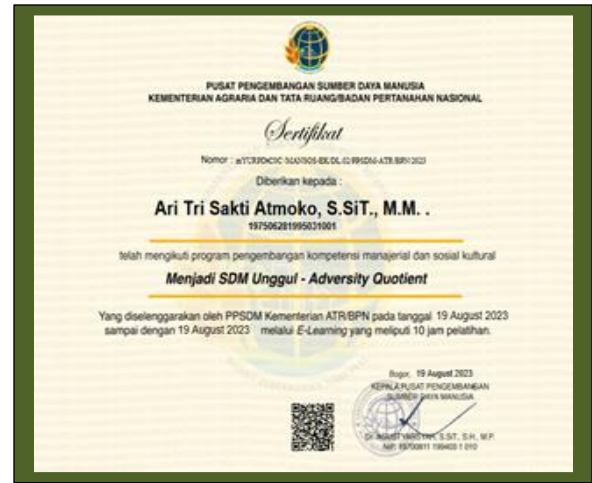 PUSAT PENGEMBANGAN SUMBER DAYA MANUSIA
KEMENTERIAN AGRARIA DAN TATA RUANG/BADAN PERTANAHAN NASIONAL
Sertifikat
Nomor :
Diberikan kepada :
Ari Tri Sakti Atmoko, S.SiT., M.M. .
197506281995031001
telah mengikuti program pengembangan kompetensi manajerial dan sosial kultural
Menjadi SDM Unggul - Adversity Quotient
Yang diselenggarakan oleh PPSDM Kementerian ATR/BPN pada tanggal 19 August 2023
sampai dengan 19 August 2023 melalui E-Learning yang meliputi 10 jam pelatihan.
Bogor, 19 August 2023
KEPALA PUSAT PENGEMBANGAN
SUMBER DAYA MANUSIA
S.SiT., S.H., M.P.